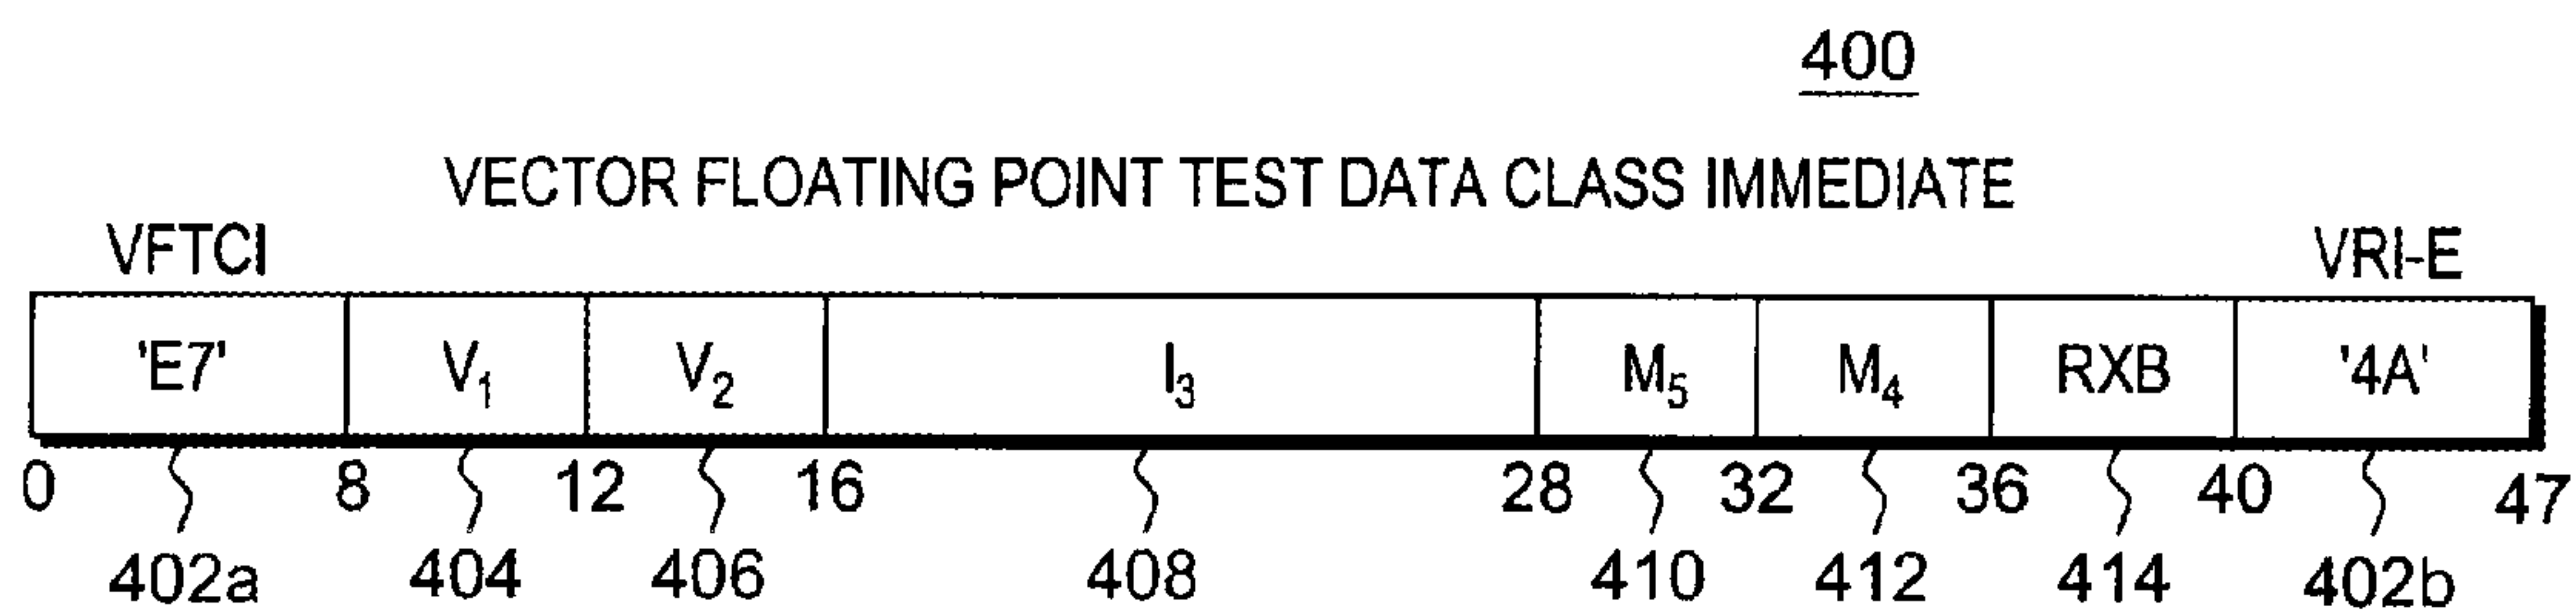 400
VECTOR FLOATING POINT TEST DATA CLASS IMMEDIATE
VFTCI VRI-E
'E7' V₁ V₂ I₃ M₅ M₄ RXB '4A'
0 8 12 16 28 32 36 40 47
402a 404 406 408 410 412 414 402b